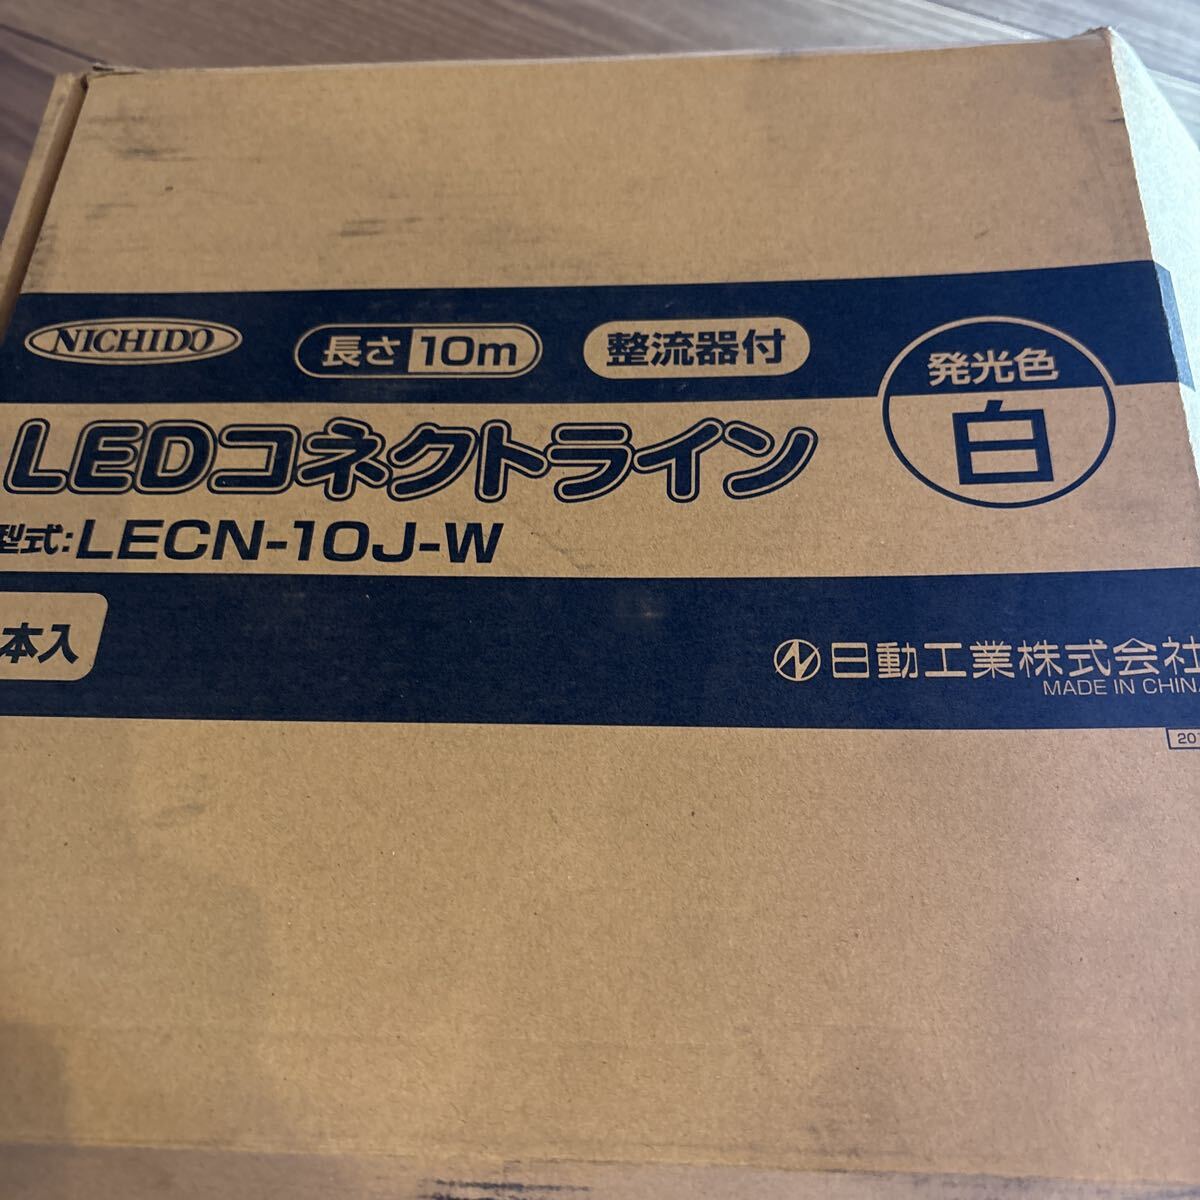 NICHIDO
長さ 10m
整流器付
発光色
白
LEDコネクトライン
型式:LECN-10J-W
本入
日動工業株式会社
MADE IN CHINA